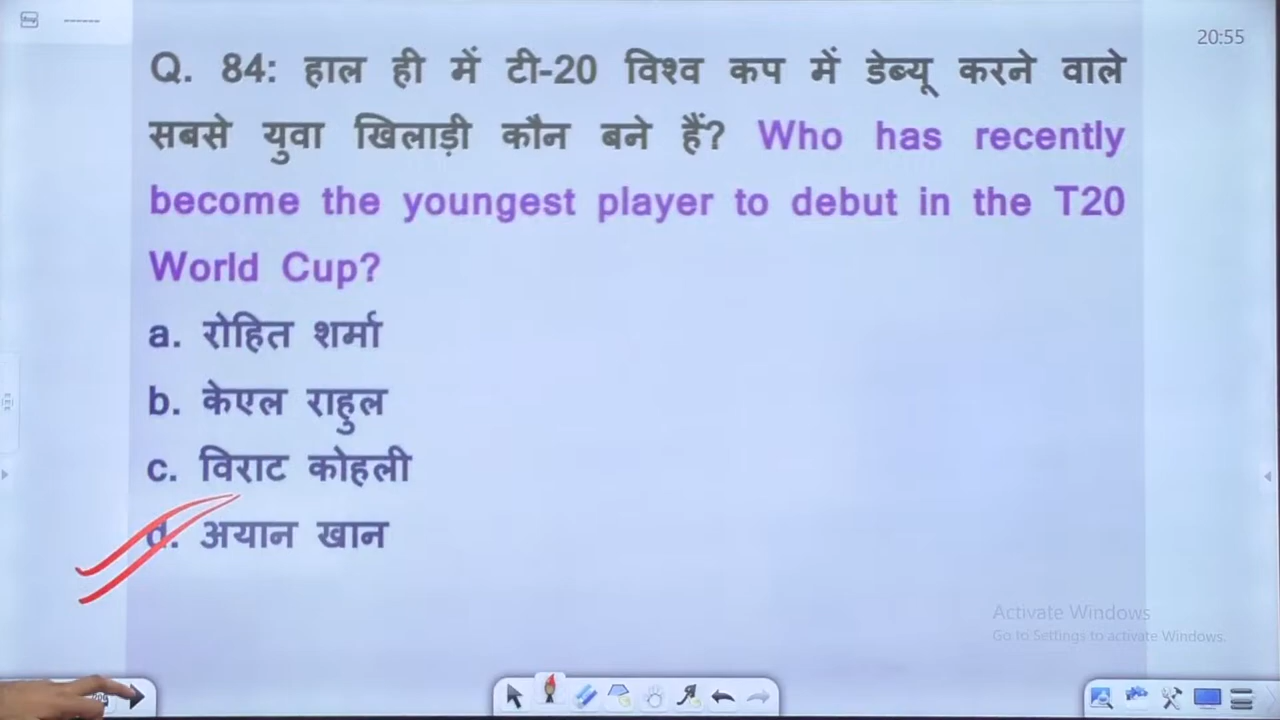 20:55
Q. 84: हाल ही में टी-20 विश्व कप में डेब्यू करने वाले
सबसे युवा खिलाड़ी कौन बने हैं? Who has recently
become the youngest player to debut in the T20
World Cup?
a. रोहित शर्मा
b. केएल राहुल
c. विराट कोहली
d. अयान खान
Activate Windows
Go to Settings to activate Windows.